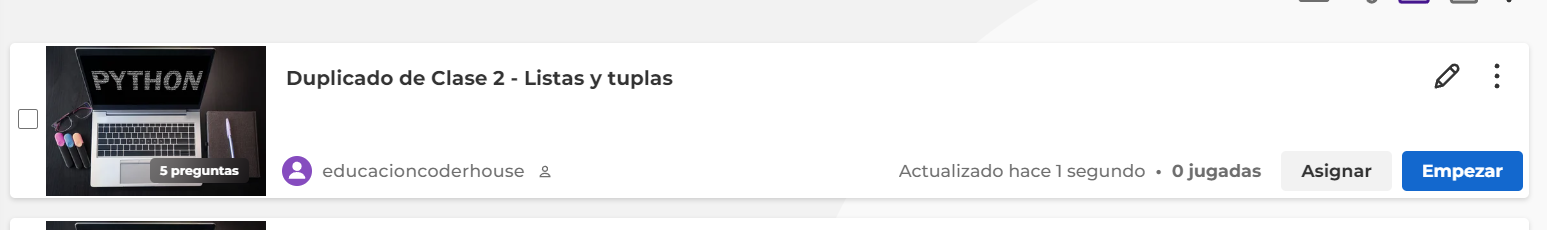 PYTHON
5 preguntas
Duplicado de Clase 2 - Listas y tuplas
educacioncoderhouse
Actualizado hace 1 segundo • 0 jugadas
Asignar
Empezar